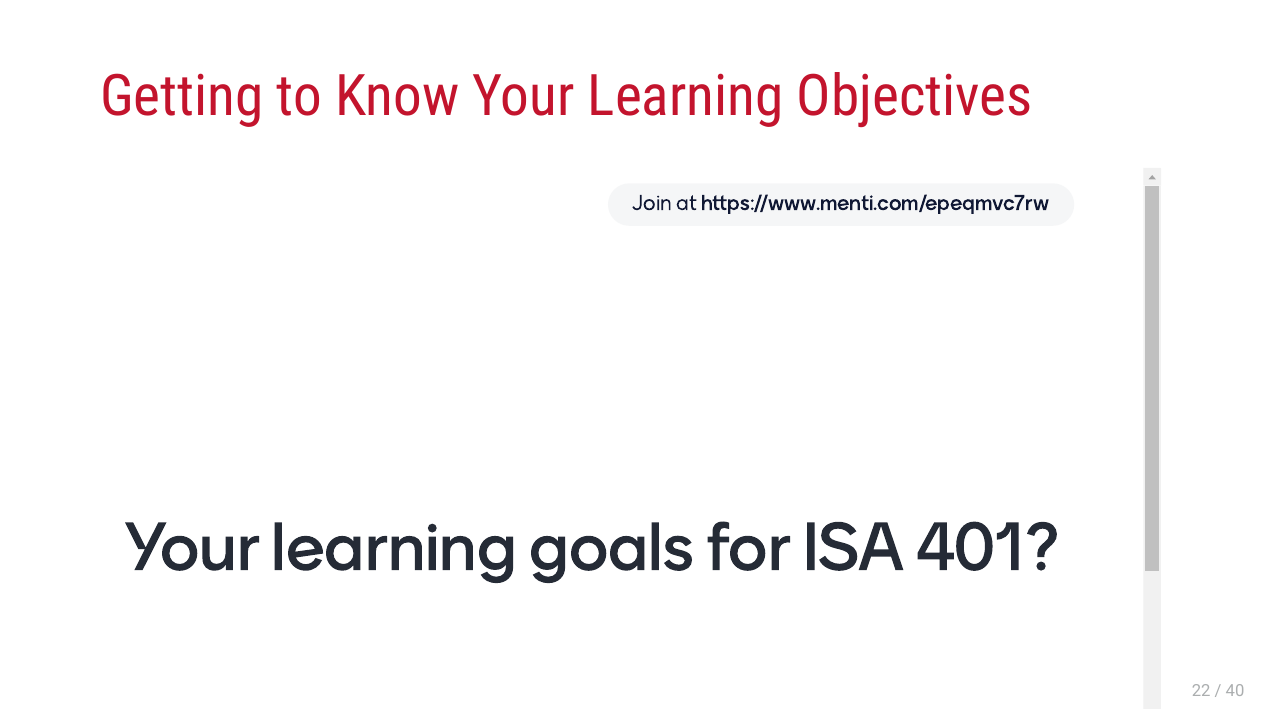 Getting to Know Your Learning Objectives
Join at https://www.menti.com/epeqmvc7rw
Your learning goals for ISA 401?
22 / 40